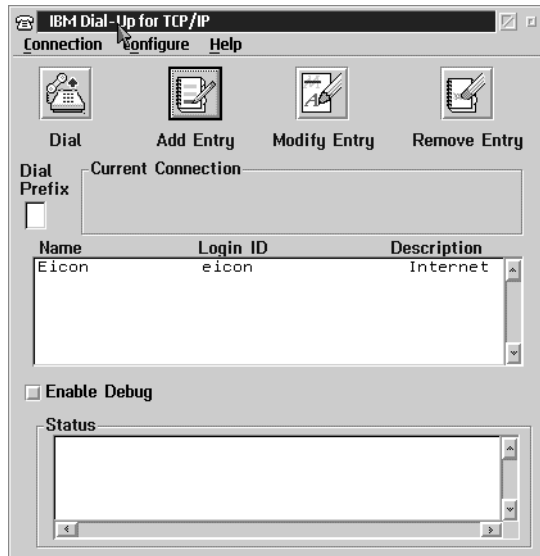 IBM Dial-Up for TCP/IP
Connection Configure Help
Dial Add Entry Modify Entry Remove Entry
Dial Prefix
Current Connection
Name Login ID Description
Eicon eicon Internet
Enable Debug
Status